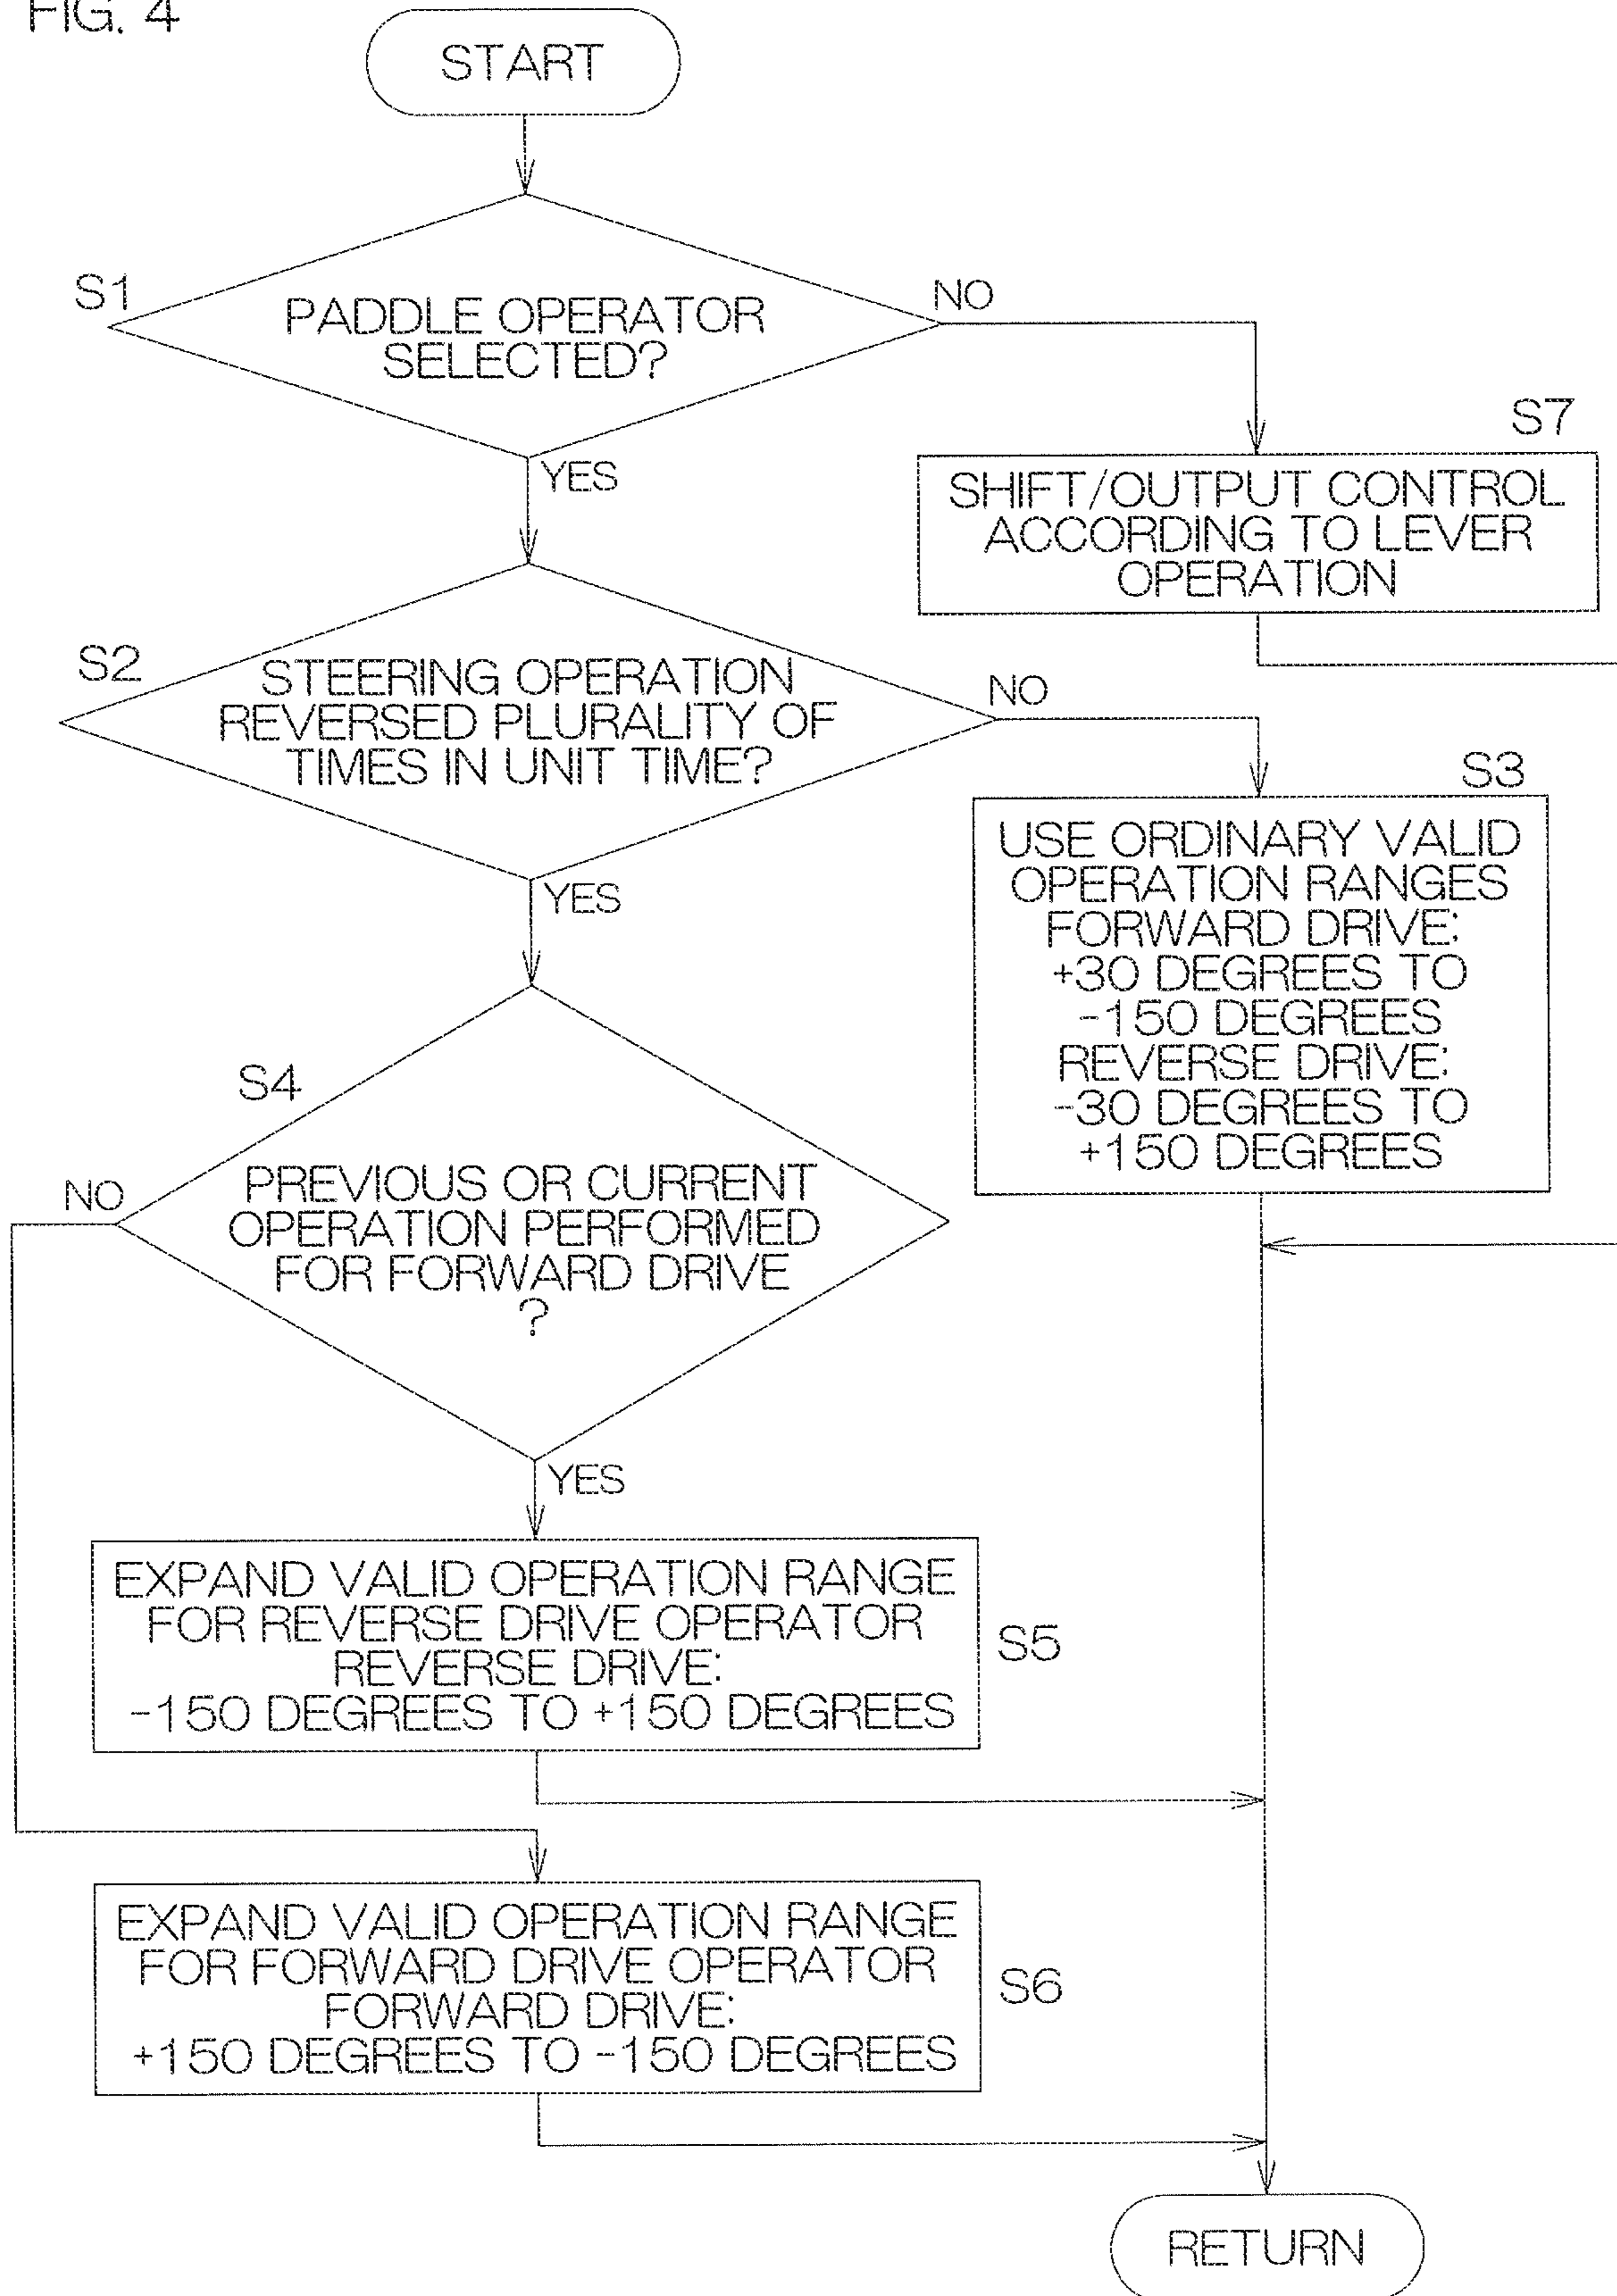 FIG. 4
START
S1
PADDLE OPERATOR
SELECTED?
NO
YES
S7
SHIFT/OUTPUT CONTROL
ACCORDING TO LEVER
OPERATION
S2
STEERING OPERATION
REVERSED PLURALITY OF
TIMES IN UNIT TIME?
NO
YES
S3
USE ORDINARY VALID
OPERATION RANGES
FORWARD DRIVE:
+30 DEGREES TO
-150 DEGREES
REVERSE DRIVE:
-30 DEGREES TO
+150 DEGREES
S4
NO
PREVIOUS OR CURRENT
OPERATION PERFORMED
FOR FORWARD DRIVE
?
YES
EXPAND VALID OPERATION RANGE
FOR REVERSE DRIVE OPERATOR
REVERSE DRIVE:
-150 DEGREES TO +150 DEGREES
S5
EXPAND VALID OPERATION RANGE
FOR FORWARD DRIVE OPERATOR
FORWARD DRIVE:
+150 DEGREES TO -150 DEGREES
S6
RETURN